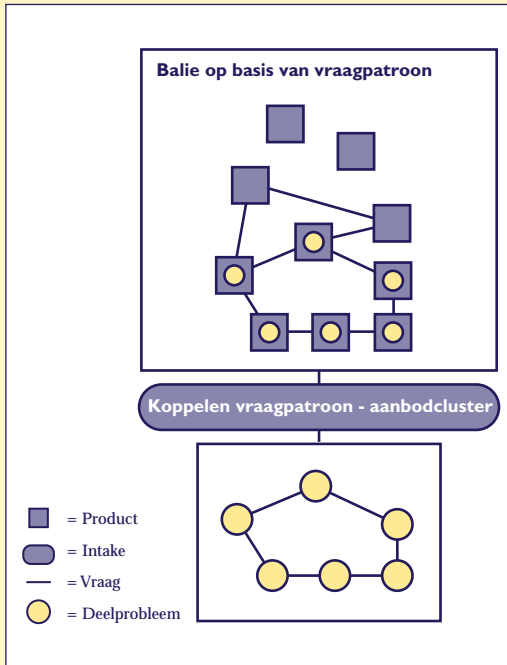 Balie op basis van vraagpatroon
Koppelen vraagpatroon - aanbodcluster
= Product
= Intake
= Vraag
= Deelprobleem